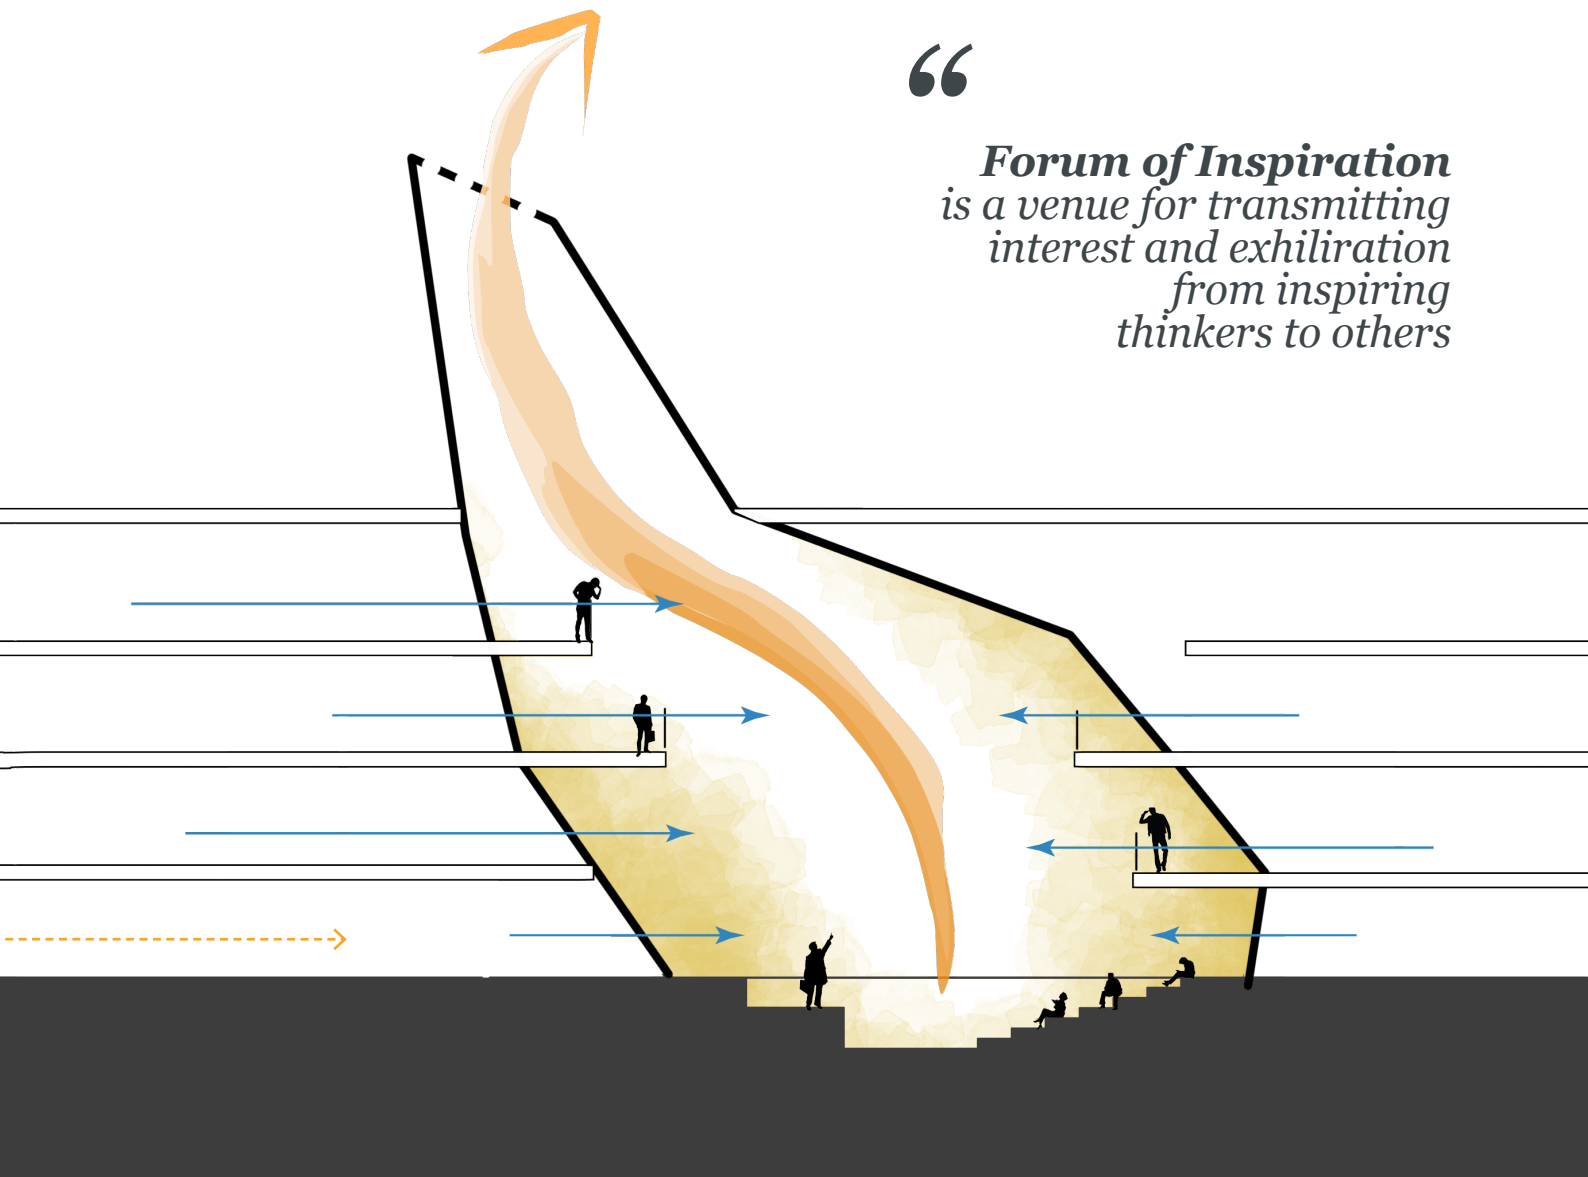 “
Forum of Inspiration
is a venue for transmitting
interest and exhiliration
from inspiring
thinkers to others